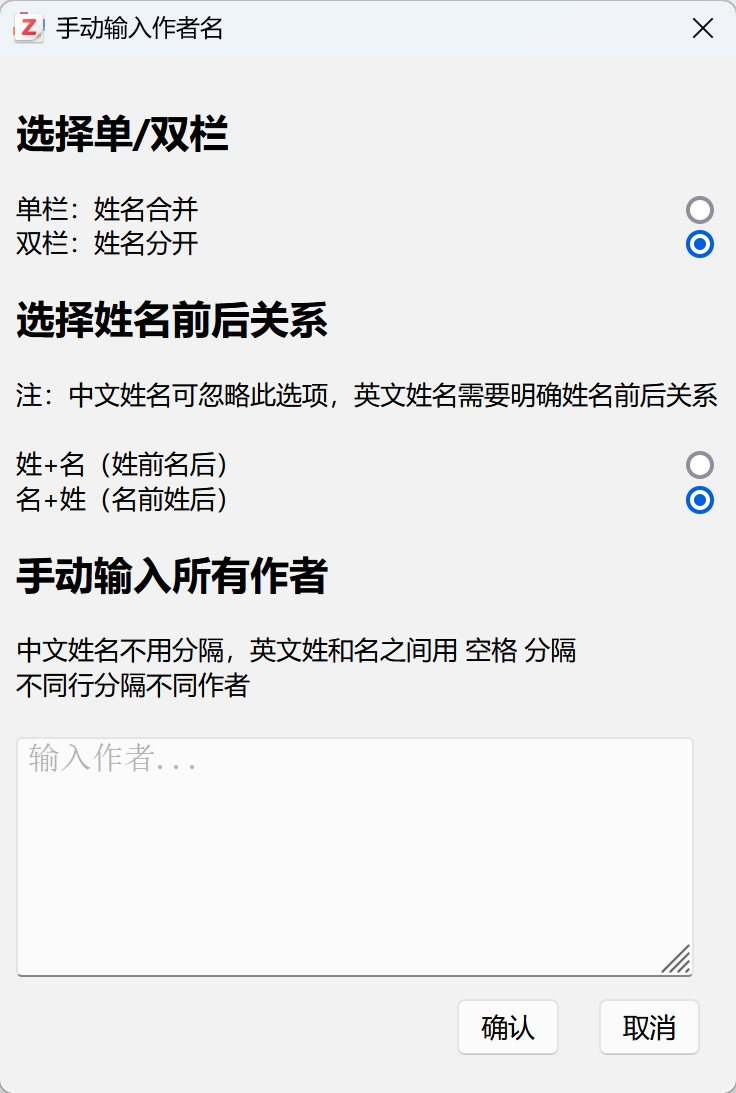 Z 手动输入作者名
选择单/双栏
单栏：姓名合并
双栏：姓名分开
选择姓名前后关系
注：中文姓名可忽略此选项，英文姓名需要明确姓名前后关系
姓+名（姓前名后）
名+姓（名前姓后）
手动输入所有作者
中文姓名不用分隔，英文姓和名之间用 空格 分隔
不同行分隔不同作者
输入作者...
确认 取消